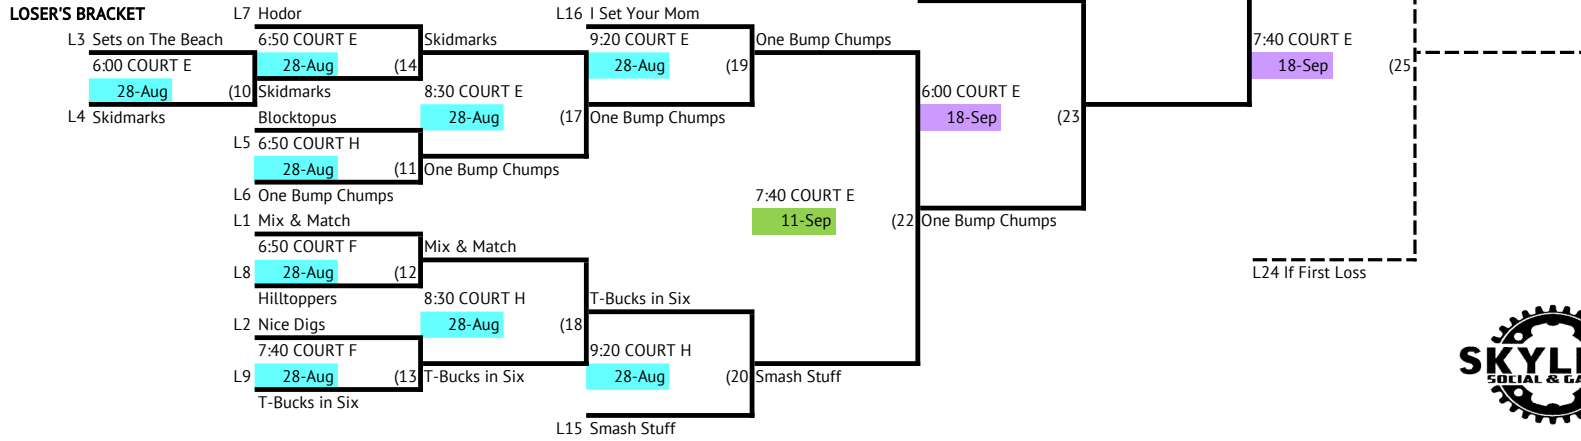 LOSER'S BRACKET
L7 Hodor
L16 I Set Your Mom
L3 Sets on The Beach
6:50 COURT E
Skidmarks
9:20 COURT E
One Bump Chumps
7:40 COURT E
6:00 COURT E
28-Aug
(14
28-Aug
(19
18-Sep
(25
28-Aug
(10
Skidmarks
8:30 COURT E
6:00 COURT E
L4 Skidmarks
Blocktopus
28-Aug
(17
One Bump Chumps
18-Sep
(23
L5
6:50 COURT H
28-Aug
(11
One Bump Chumps
L6 One Bump Chumps
7:40 COURT E
L1 Mix & Match
11-Sep
(22
One Bump Chumps
6:50 COURT F
Mix & Match
L8
28-Aug
(12
L24 If First Loss
Hilltoppers
8:30 COURT H
T-Bucks in Six
L2 Nice Digs
28-Aug
(18
7:40 COURT F
9:20 COURT H
L9
28-Aug
(13
T-Bucks in Six
28-Aug
(20
Smash Stuff
T-Bucks in Six
L15 Smash Stuff
SKYL
SOCIAL & GA